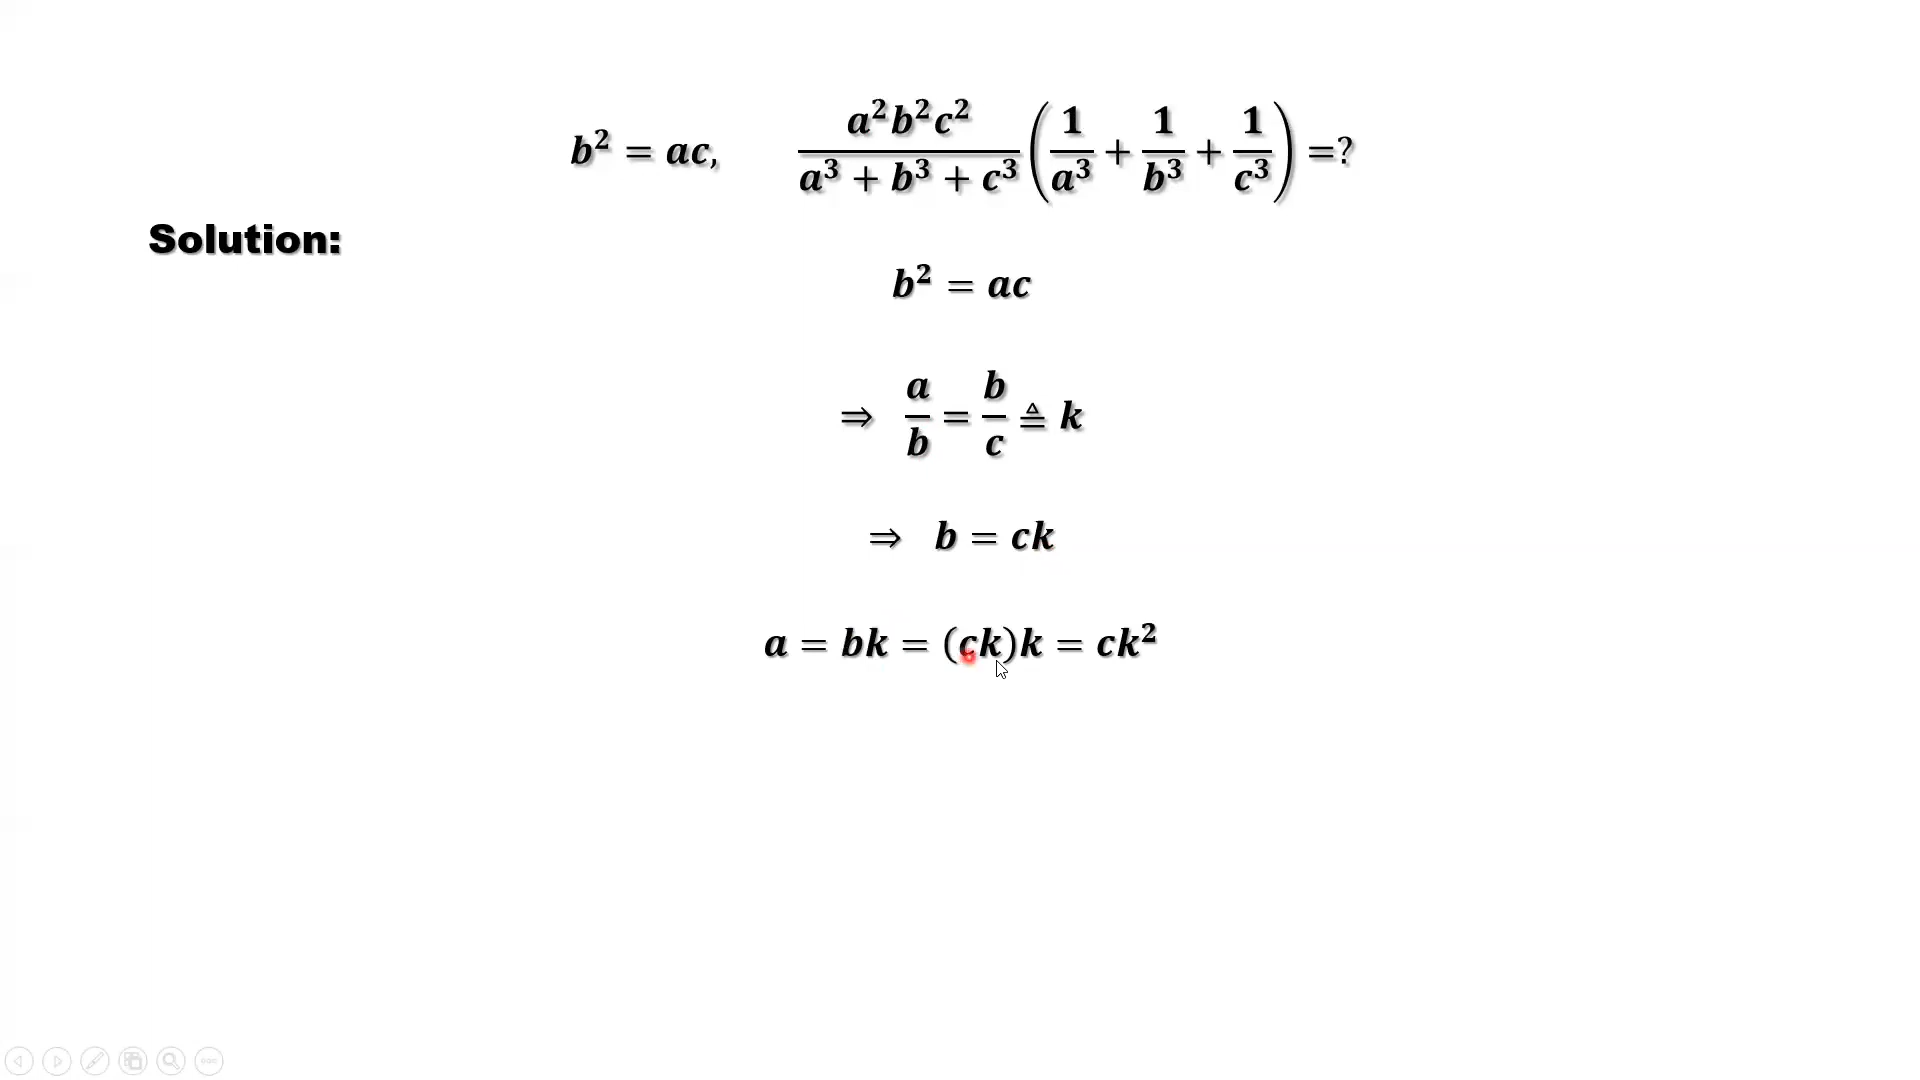 b² = ac, a²b²c² / (a³ + b³ + c³) (1/a³ + 1/b³ + 1/c³) =?
Solution:
b² = ac
⇒ a/b = b/c ≜ k
⇒ b = ck
a = bk = (ck)k = ck²